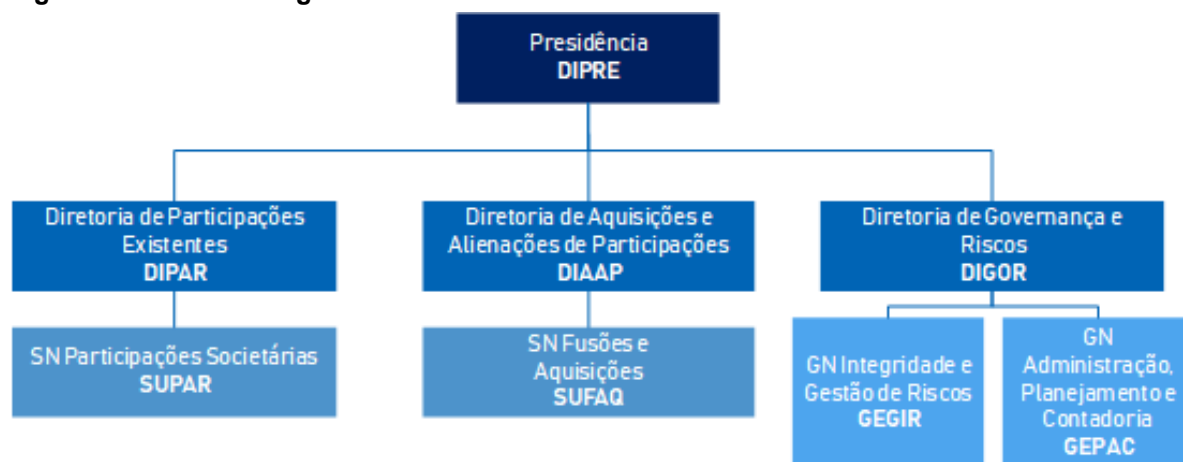 Presidência
DIPRE
Diretoria de Participações
Existentes
DIPAR
Diretoria de Aquisições e
Alienações de Participações
DIAAP
Diretoria de Governança e
Riscos
DIGOR
SN Participações Societárias
SUPAR
SN Fusões e
Aquisições
SUFAQ
GN Integridade e
Gestão de Riscos
GEGIR
GN
Administração,
Planejamento e
Contadoria
GEPAC